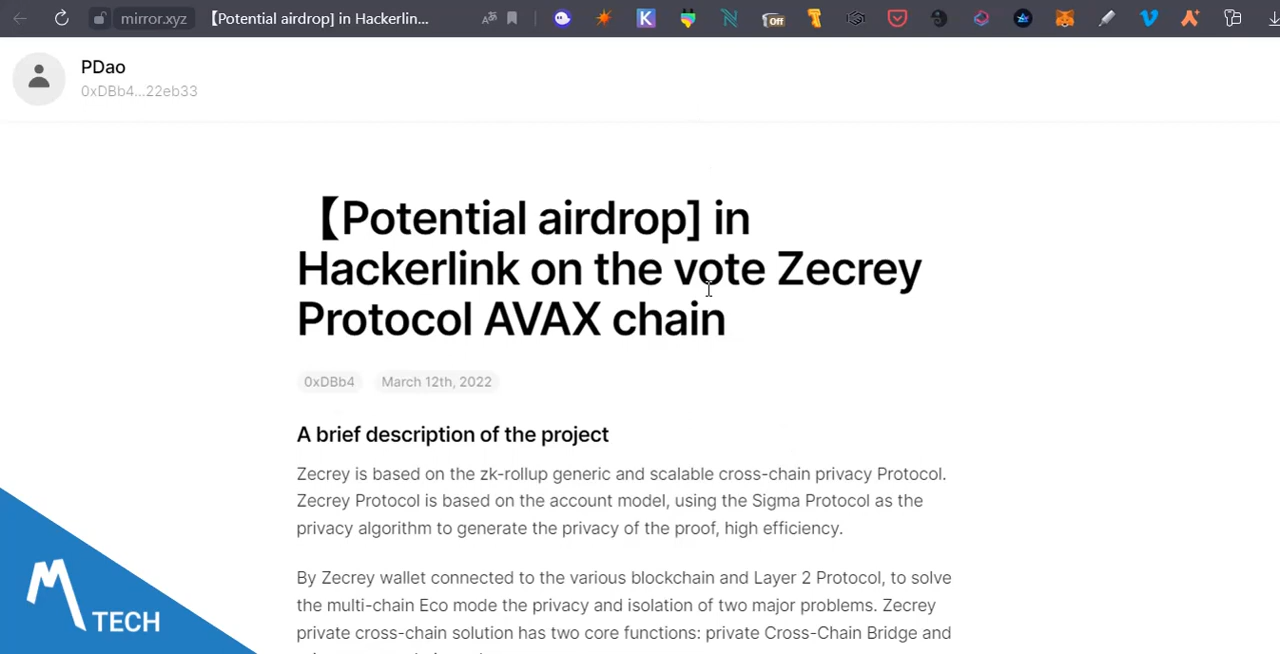 mirror.xyz 【Potential airdrop] in Hackerlin...
Off
PDao
0xDBb4...22eb33
【Potential airdrop] in
Hackerlink on the vote Zecrey
Protocol AVAX chain
0xDBb4 March 12th, 2022
A brief description of the project
Zecrey is based on the zk-rollup generic and scalable cross-chain privacy Protocol.
Zecrey Protocol is based on the account model, using the Sigma Protocol as the
privacy algorithm to generate the privacy of the proof, high efficiency.
By Zecrey wallet connected to the various blockchain and Layer 2 Protocol, to solve
the multi-chain Eco mode the privacy and isolation of two major problems. Zecrey
private cross-chain solution has two core functions: private Cross-Chain Bridge and
M TECH